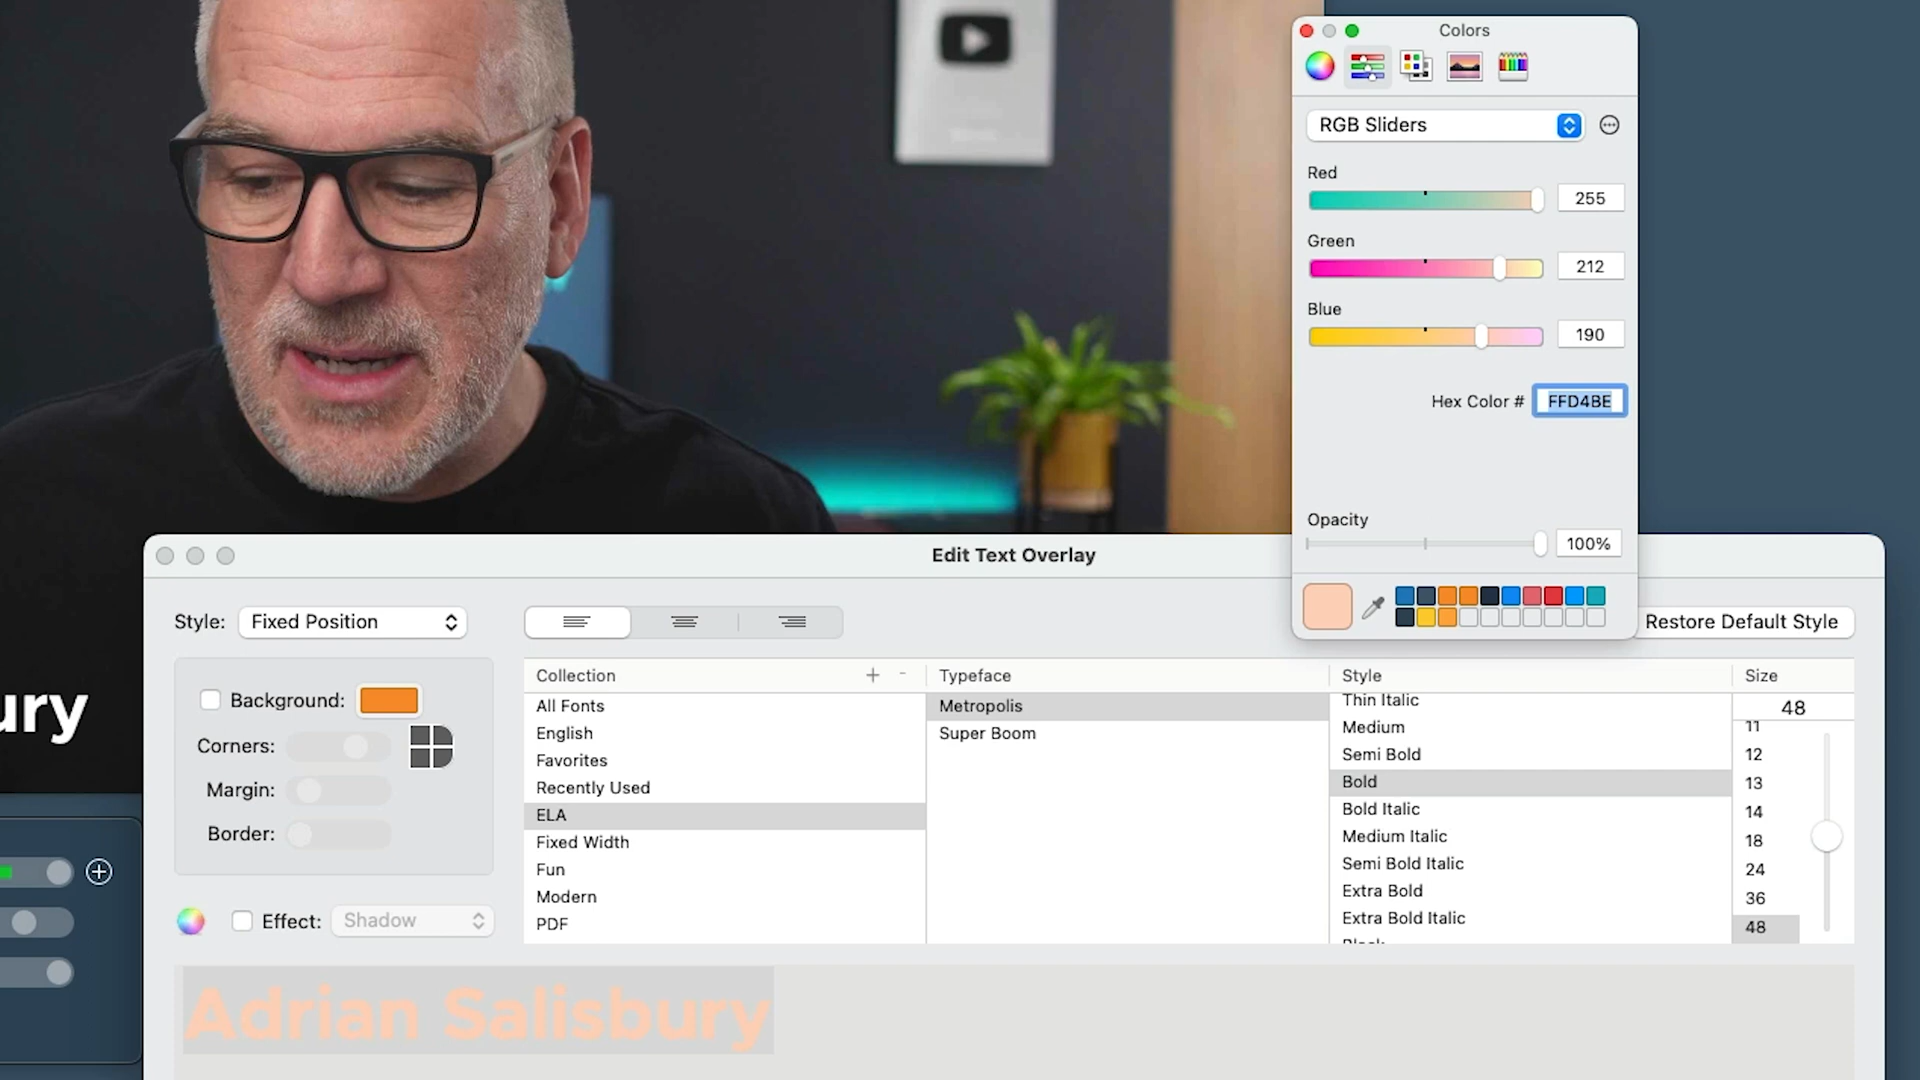 Colors
RGB Sliders
Red
255
Green
212
Blue
190
Hex Color # FFD4BE
Opacity
100%
Edit Text Overlay
Style: Fixed Position
Restore Default Style
ury
Background:
Corners:
Margin:
Border:
Effect: Shadow
Collection + -
All Fonts
English
Favorites
Recently Used
ELA
Fixed Width
Fun
Modern
PDF
Typeface
Metropolis
Super Boom
Style
Thin Italic
Medium
Semi Bold
Bold
Bold Italic
Medium Italic
Semi Bold Italic
Extra Bold
Extra Bold Italic
Black
Size
48
11
12
13
14
18
24
36
48
Adrian Salisbury